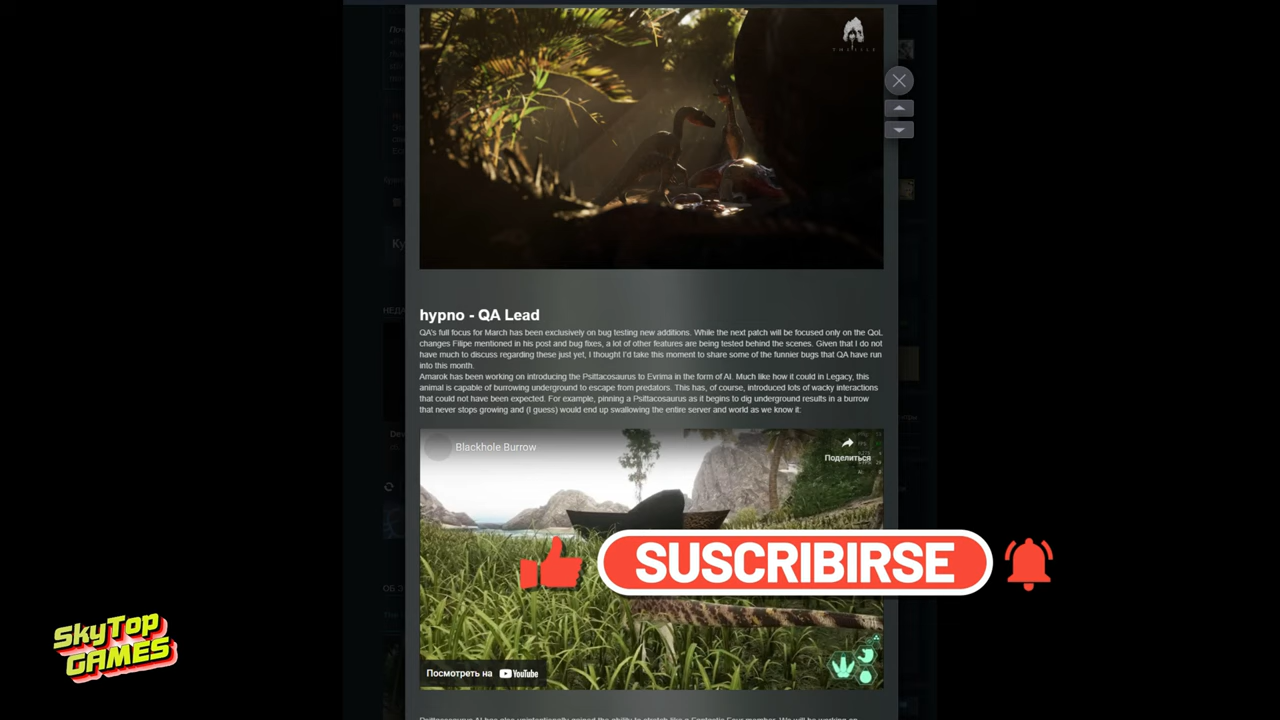 THE ISLE
hypno - QA Lead
QA's full focus for March has been exclusively on bug testing new additions. While the next patch will be focused only on the QoL
changes Filipe mentioned in his post and bug fixes, a lot of other features are being tested behind the scenes. Given that I do not
have much to discuss regarding these just yet, I thought I'd take this moment to share some of the funnier bugs that QA have run
into this month.
Amarok has been working on introducing the Psittacosaurus to Evrima in the form of AI. Much like how it could in Legacy, this
animal is capable of burrowing underground to escape from predators. This has, of course, introduced lots of wacky interactions
that could not have been expected. For example, pinning a Psittacosaurus as it begins to dig underground results in a burrow
that never stops growing and (I guess) would end up swallowing the entire server and world as we know it:
Blackhole Burrow
Поделиться
SUSCRIBIRSE
SkyTop
GAMES
Посмотреть на YouTube